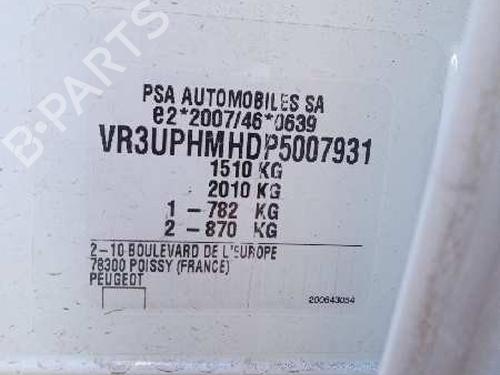 PSA AUTOMOBILES SA
e2*2007/46*0639
VR3UPHMHDP5007931
1510 KG
2010 KG
1 - 782 KG
2 - 870 KG
2-10 BOULEVARD DE L'EUROPE
78300 POISSY (FRANCE)
PEUGEOT
200643054